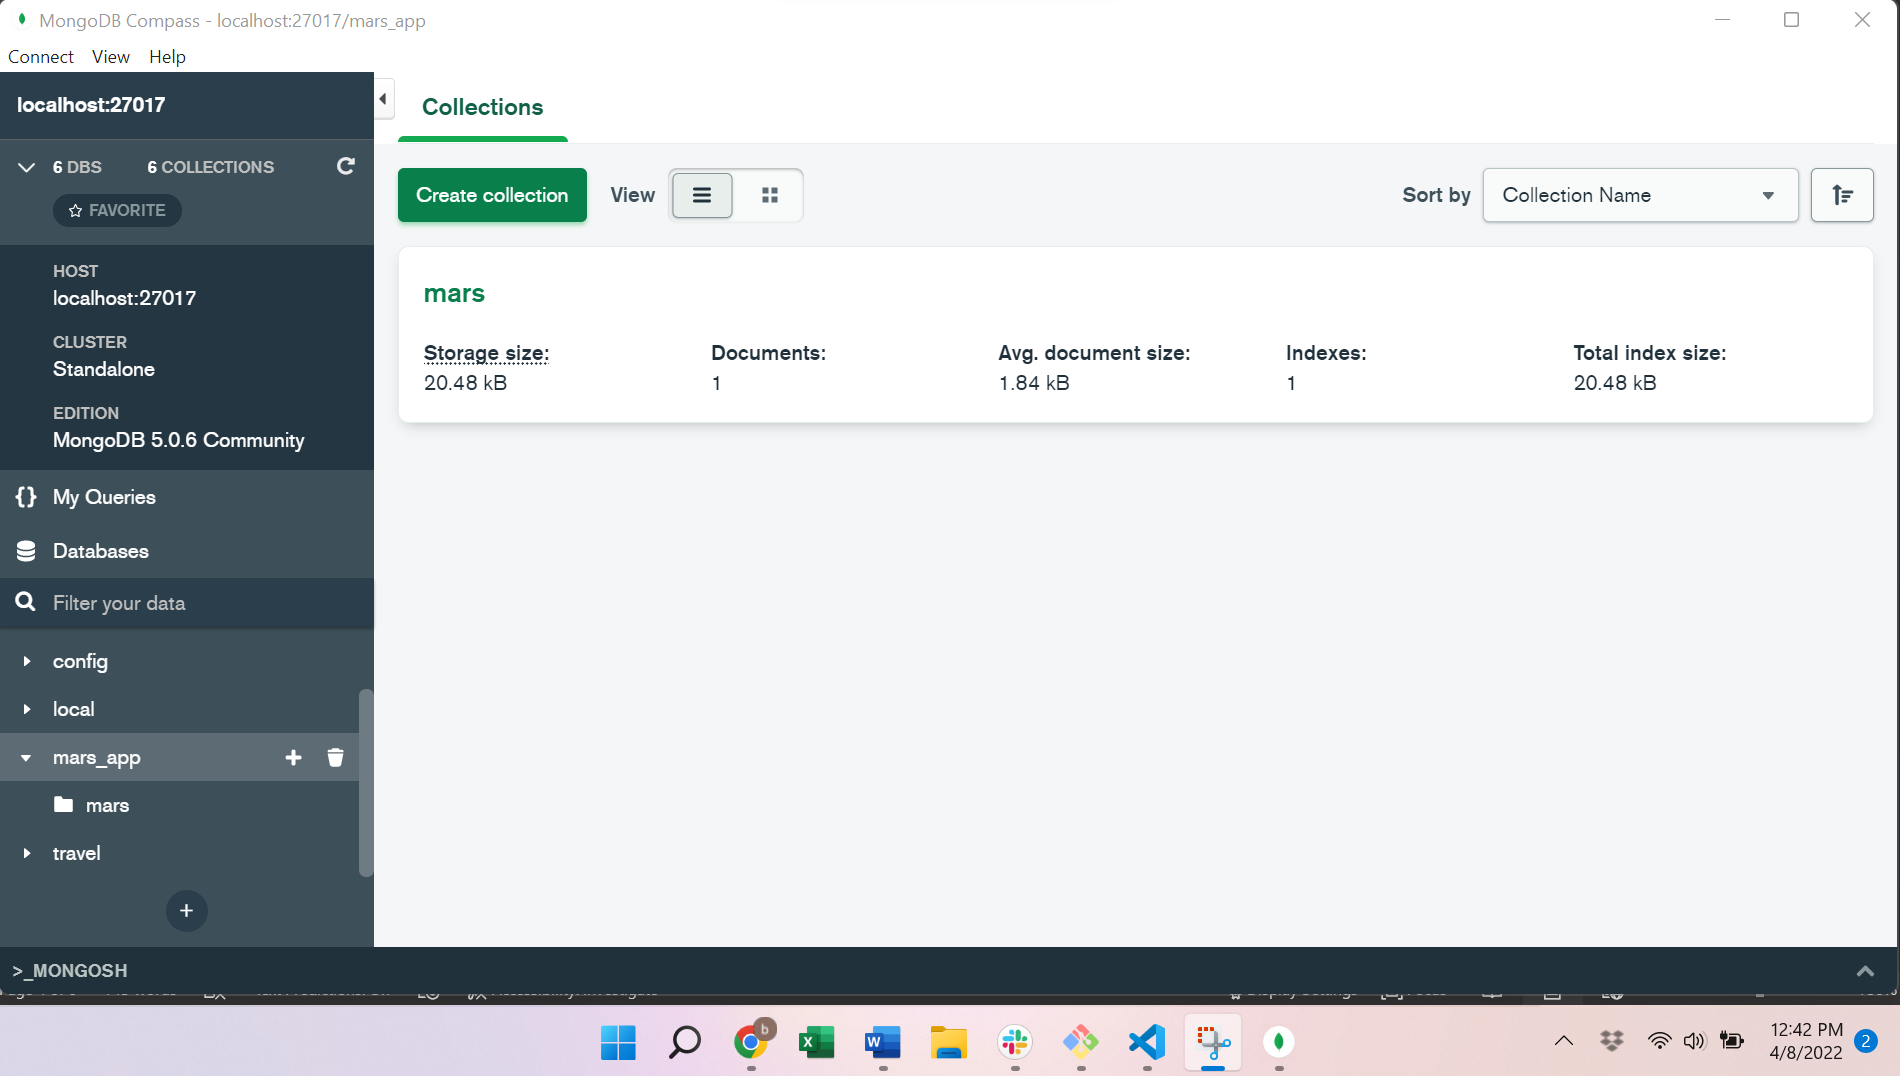 MongoDB Compass - localhost:27017/mars_app
Connect View Help
localhost:27017
6 DBS 6 COLLECTIONS
FAVORITE
HOST
localhost:27017
CLUSTER
Standalone
EDITION
MongoDB 5.0.6 Community
My Queries
Databases
Filter your data
config
local
mars_app
mars
travel
Collections
Create collection View Sort by Collection Name
mars
Storage size: Documents: Avg. document size: Indexes: Total index size:
20.48 kB 1 1.84 kB 1 20.48 kB
>_MONGOSH
12:42 PM
4/8/2022
2